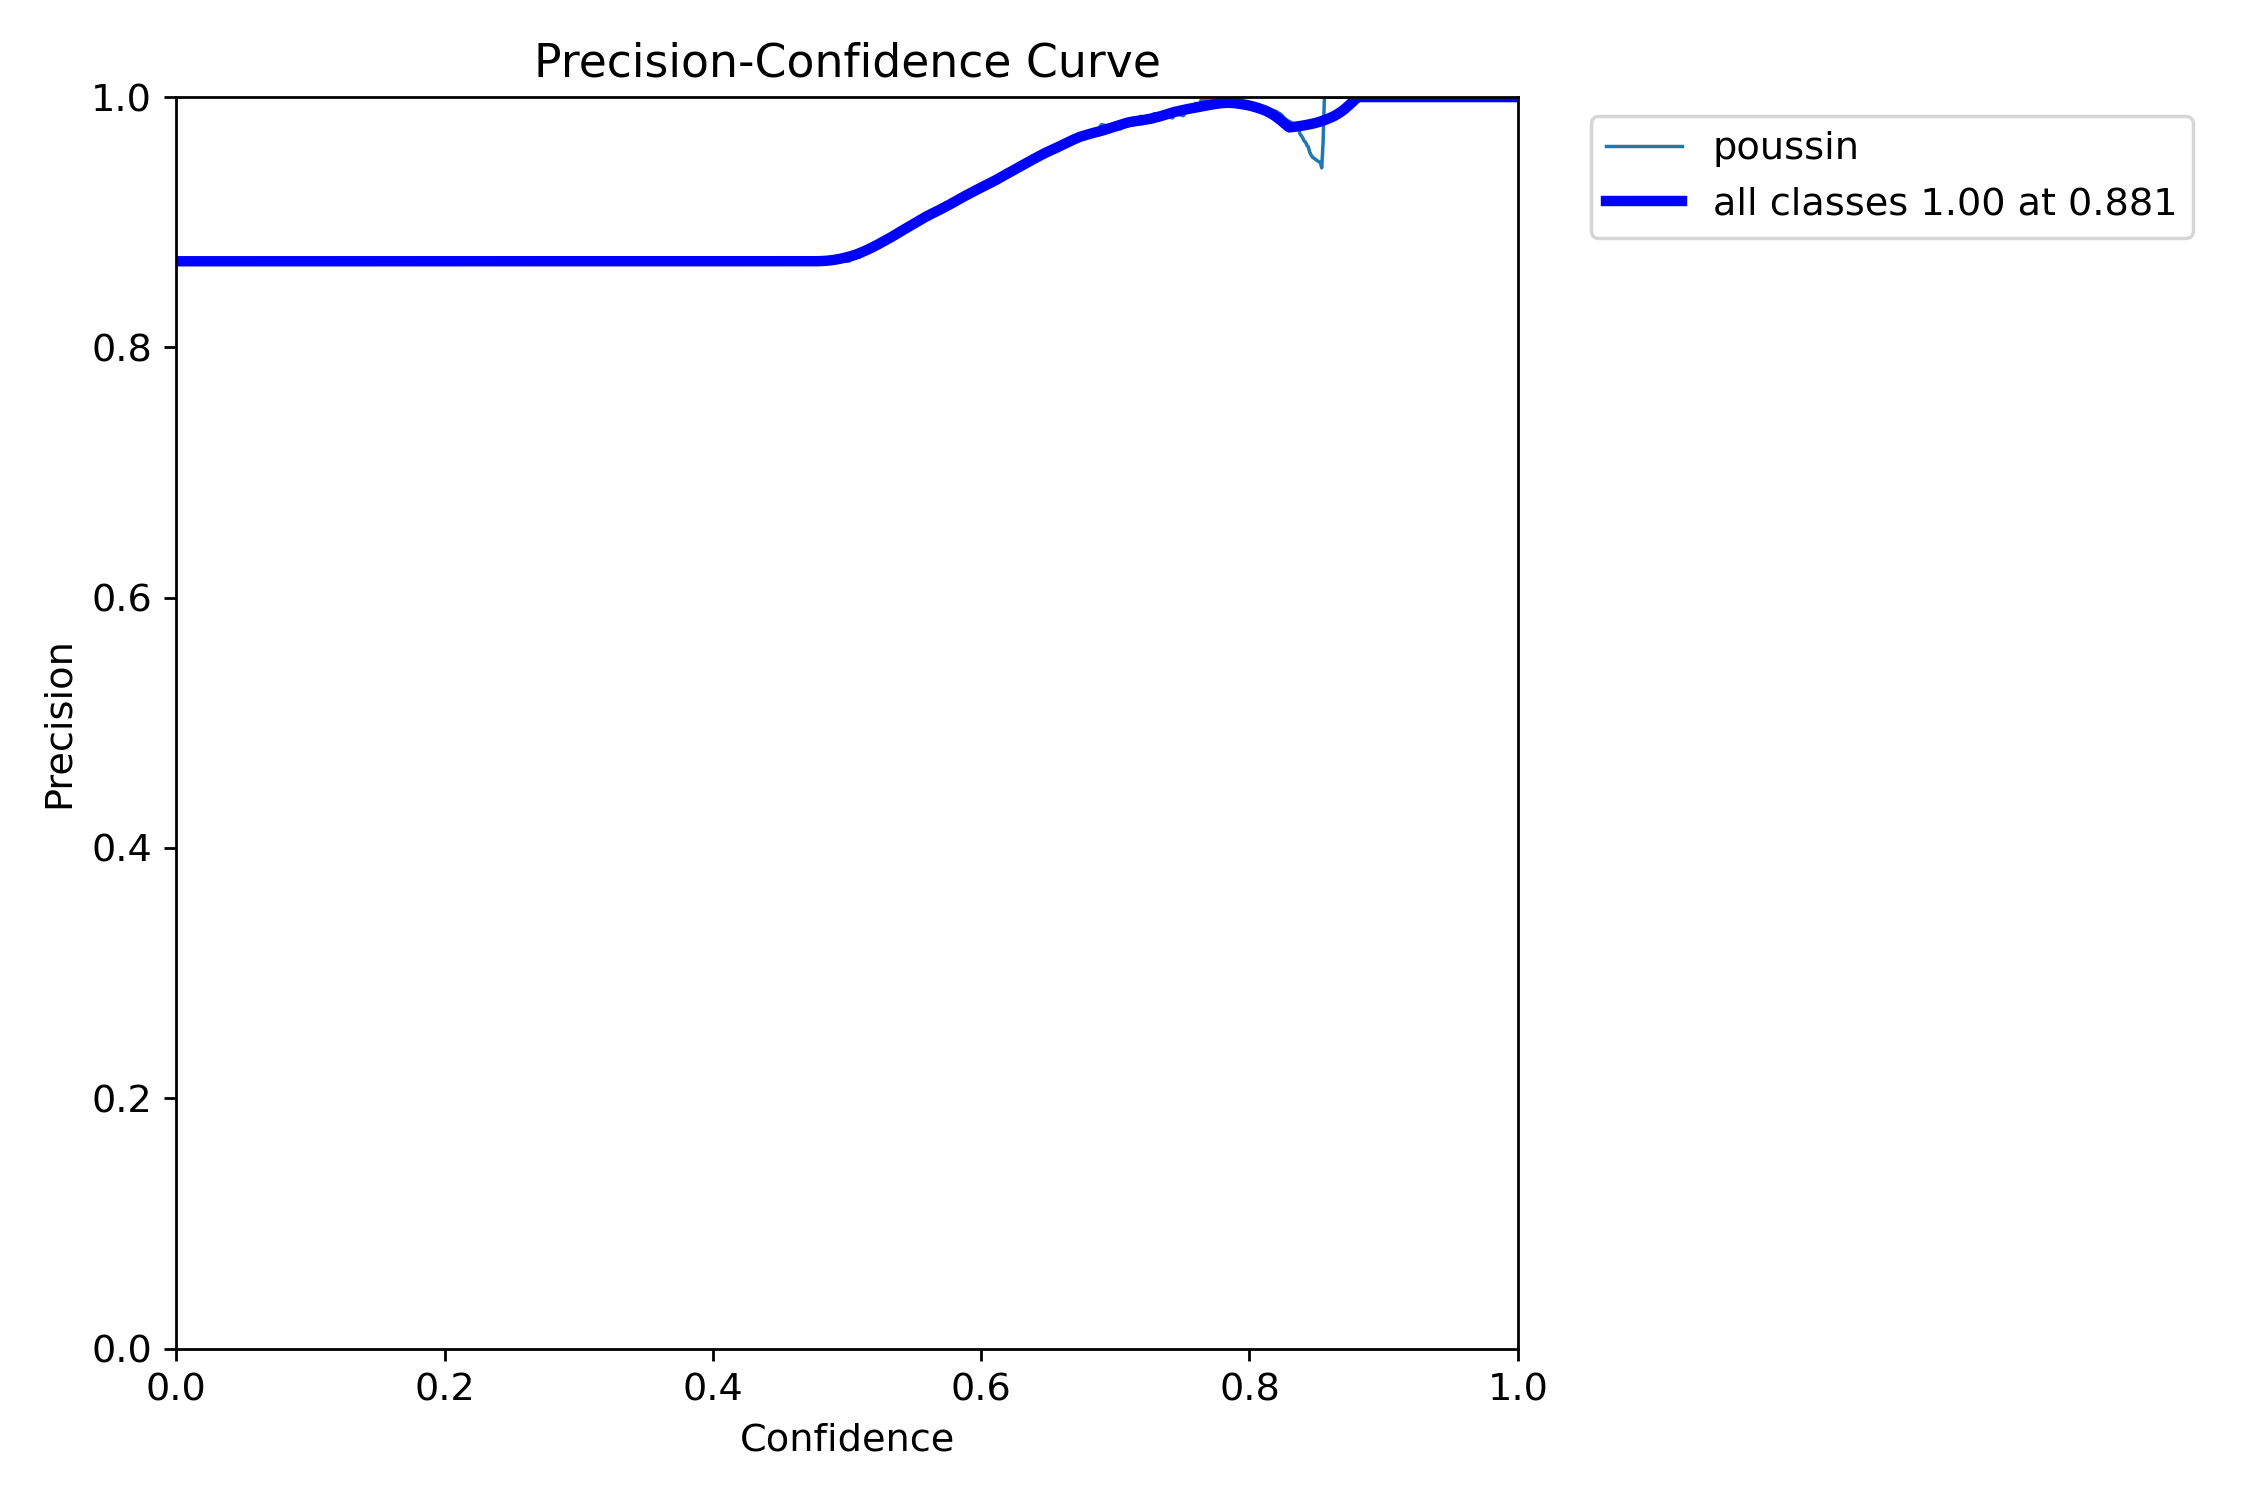 Precision-Confidence Curve
poussin
all classes 1.00 at 0.881
Precision
1.0
0.8
0.6
0.4
0.2
0.0
0.0 0.2 0.4 0.6 0.8 1.0
Confidence